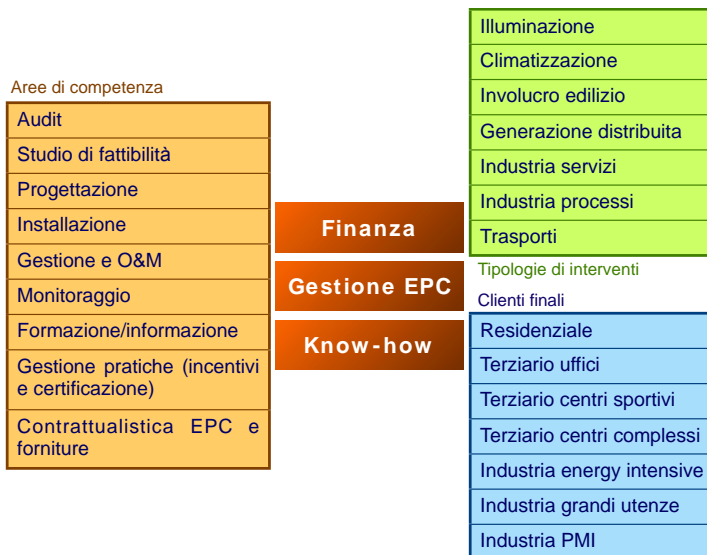 Aree di competenza
Audit
Studio di fattibilità
Progettazione
Installazione
Gestione e O&M
Monitoraggio
Formazione/informazione
Gestione pratiche (incentivi
e certificazione)
Contrattualistica EPC e
forniture
Finanza
Gestione EPC
Know-how
Illuminazione
Climatizzazione
Involucro edilizio
Generazione distribuita
Industria servizi
Industria processi
Trasporti
Tipologie di interventi
Clienti finali
Residenziale
Terziario uffici
Terziario centri sportivi
Terziario centri complessi
Industria energy intensive
Industria grandi utenze
Industria PMI